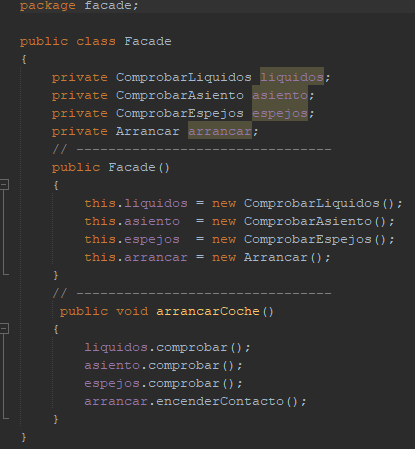 package facade;
public class Facade
{
private ComprobarLiquidos liquidos;
private ComprobarAsiento asiento;
private ComprobarEspejos espejos;
private Arrancar arrancar;
// --------------------------------
public Facade()
{
this.liquidos = new ComprobarLiquidos();
this.asiento  = new ComprobarAsiento();
this.espejos  = new ComprobarEspejos();
this.arrancar = new Arrancar();
}
// --------------------------------
public void arrancarCoche()
{
liquidos.comprobar();
asiento.comprobar();
espejos.comprobar();
arrancar.encenderContacto();
}
}